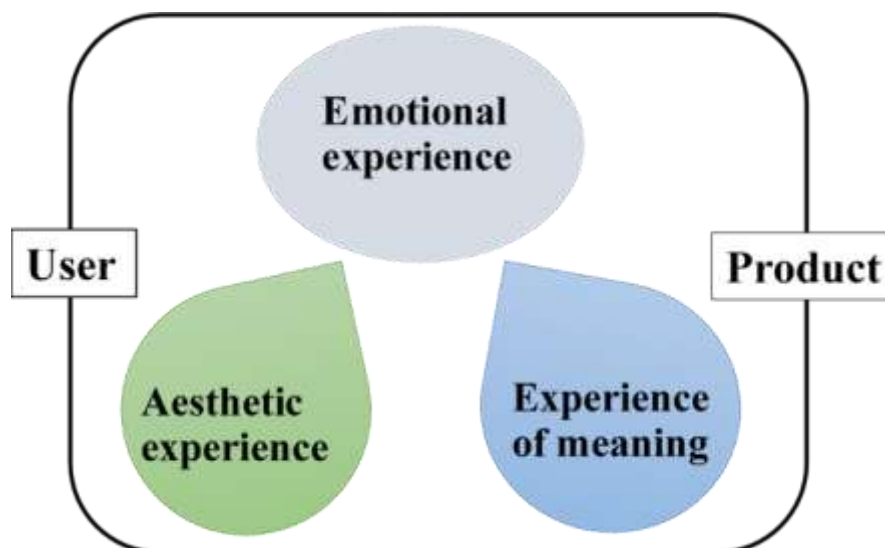 Emotional
experience
User
Product
Aesthetic
experience
Experience
of meaning